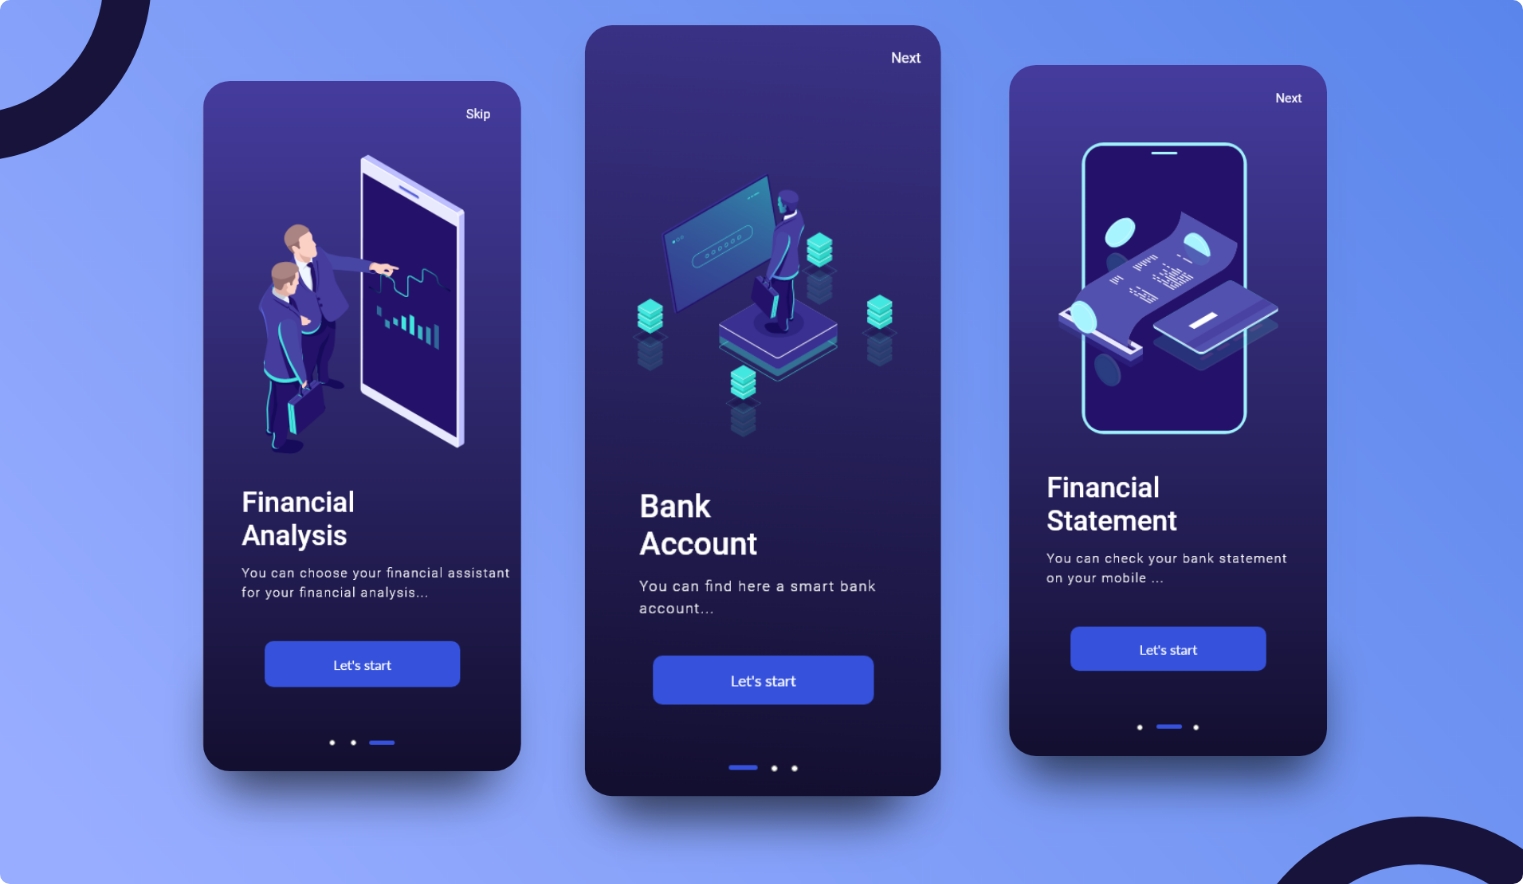 Skip
Financial
Analysis
You can choose your financial assistant
for your financial analysis...
Let's start
Next
Bank
Account
You can find here a smart bank
account...
Let's start
Next
Financial
Statement
You can check your bank statement
on your mobile ...
Let's start